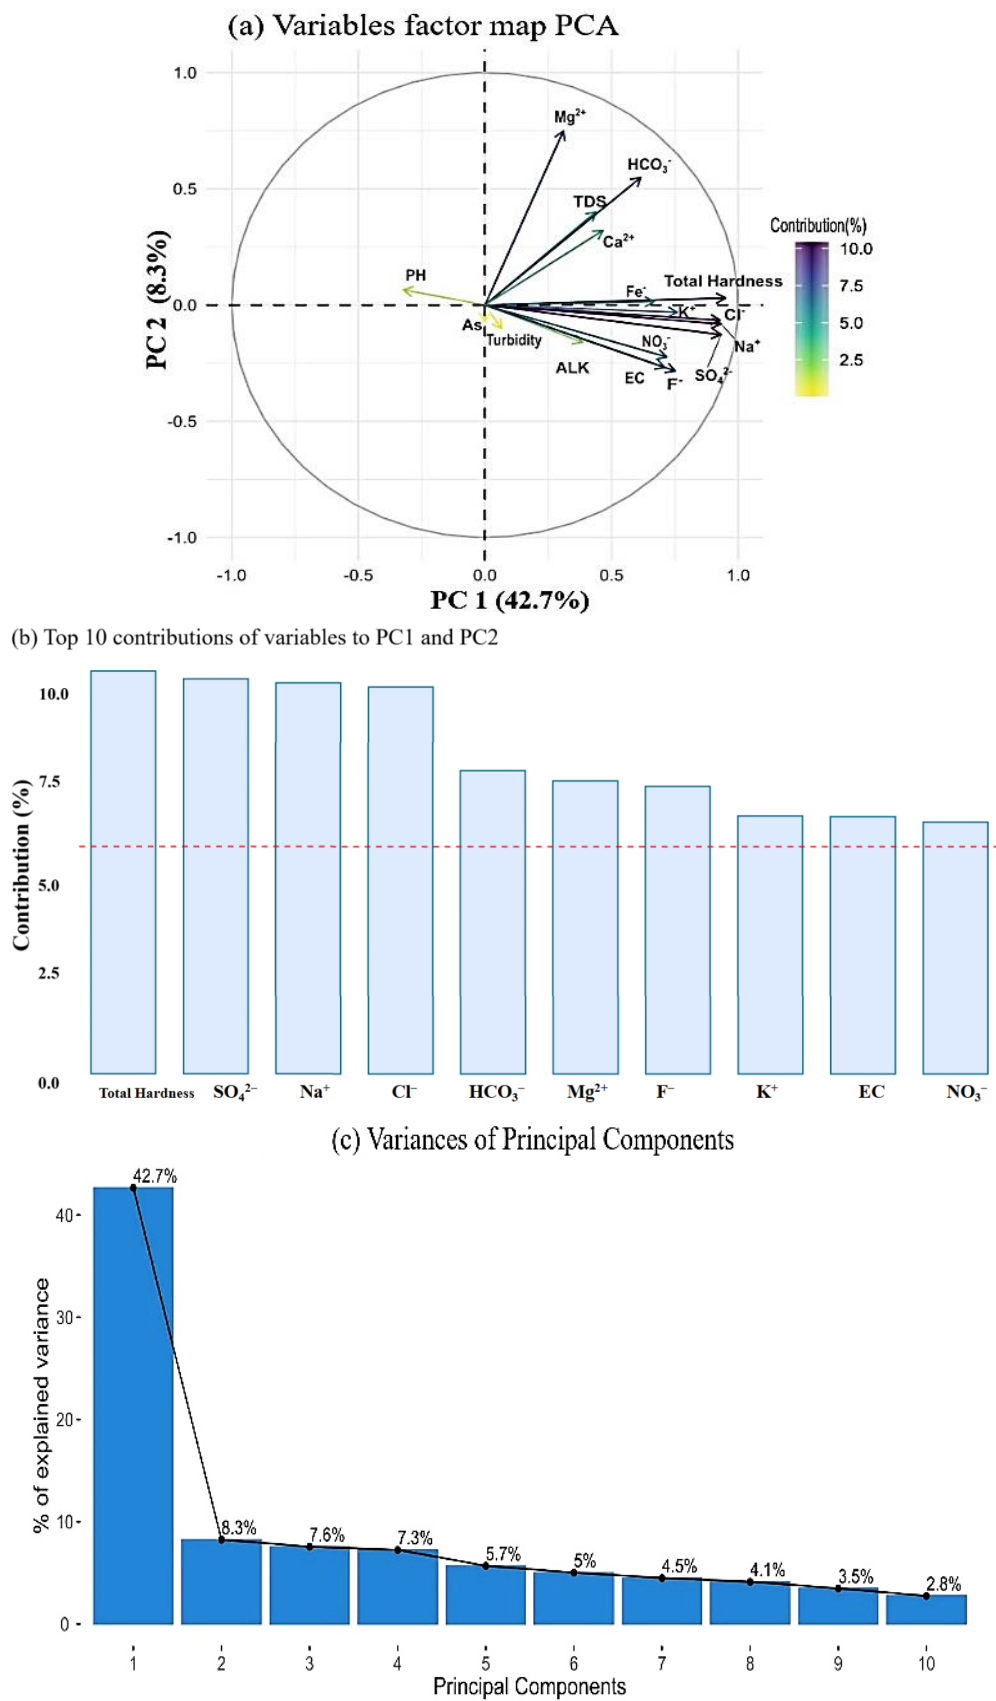 (a) Variables factor map PCA
1.0
0.5
0.0
-0.5
-1.0
PC 2 (8.3%)
Mg²⁺
HCO₃⁻
TDS
Ca²⁺
PH
Fe⁻
Total Hardness
K⁺
Cl⁻
As
Turbidity
NO₃⁻
Na⁺
ALK
EC
F⁻
SO₄²⁻
Contribution(%)
10.0
7.5
5.0
2.5
-1.0 -0.5 0.0 0.5 1.0
PC 1 (42.7%)
(b) Top 10 contributions of variables to PC1 and PC2
Contribution (%)
10.0
7.5
5.0
2.5
0.0
Total Hardness SO₄²⁻ Na⁺ Cl⁻ HCO₃⁻ Mg²⁺ F⁻ K⁺ EC NO₃⁻
(c) Variances of Principal Components
% of explained variance
40
30
20
10
0
42.7%
8.3%
7.6%
7.3%
5.7%
5%
4.5%
4.1%
3.5%
2.8%
1 2 3 4 5 6 7 8 9 10
Principal Components